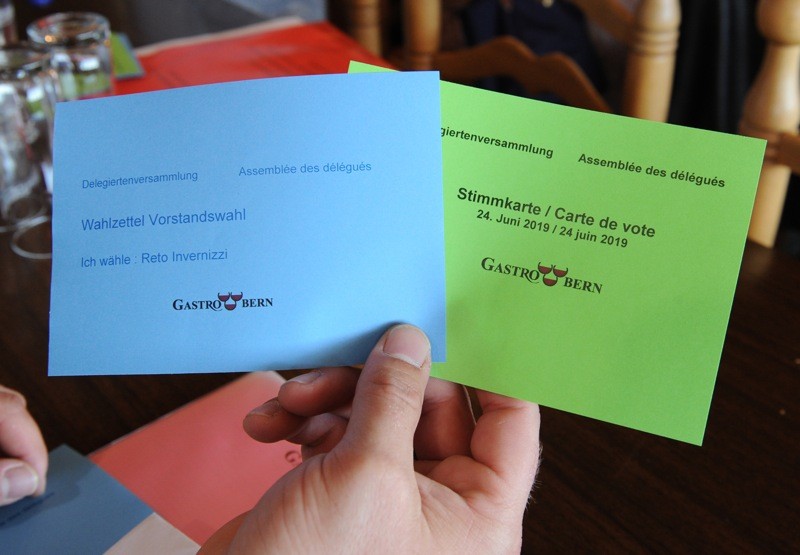 Delegiertenversammlung Assemblée des délégués
Wahlzettel Vorstandswahl
Ich wähle : Reto Invernizzi
GASTRO BERN
giertenversammlung Assemblée des délégués
Stimmkarte / Carte de vote
24. Juni 2019 / 24 juin 2019
GASTRO BERN